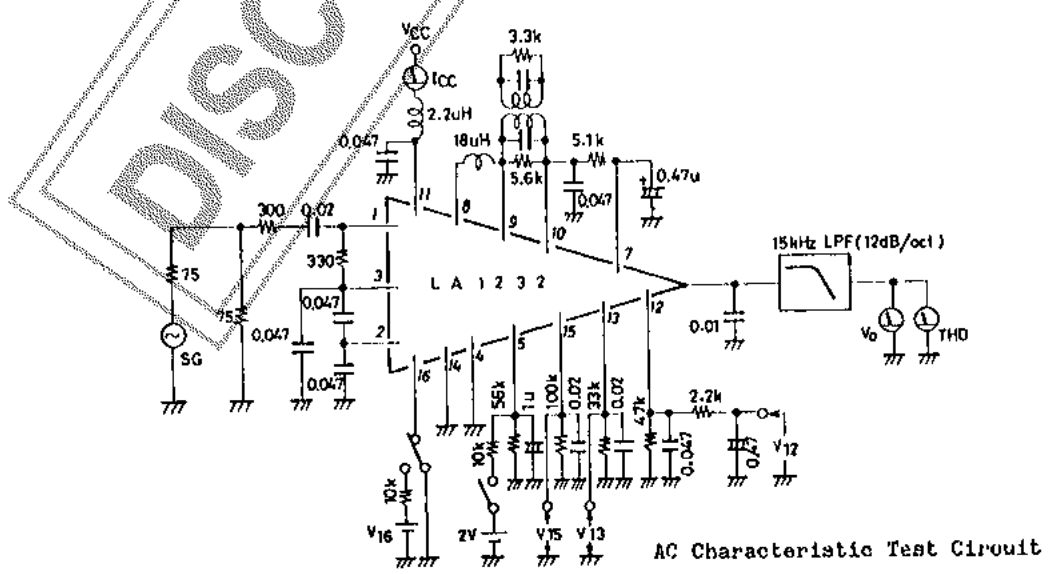 DISC
VCC
ICC
2.2uH
0.047
3.3k
18uH
5.6k
5.1k
0.047
0.47u
300
0.02
330
75
75
SG
0.047
0.047
0.047
1
3
2
11
8
9
10
7
LA1232
16
14
4
5
15
13
12
15kHz LPF(12dB/oct)
0.01
Vo
THD
10k
V16
10k
2V
56k
1u
100k
0.02
33k
0.02
47k
0.047
2.2k
0.47
V12
V15
V13
AC Characteristic Test Circuit